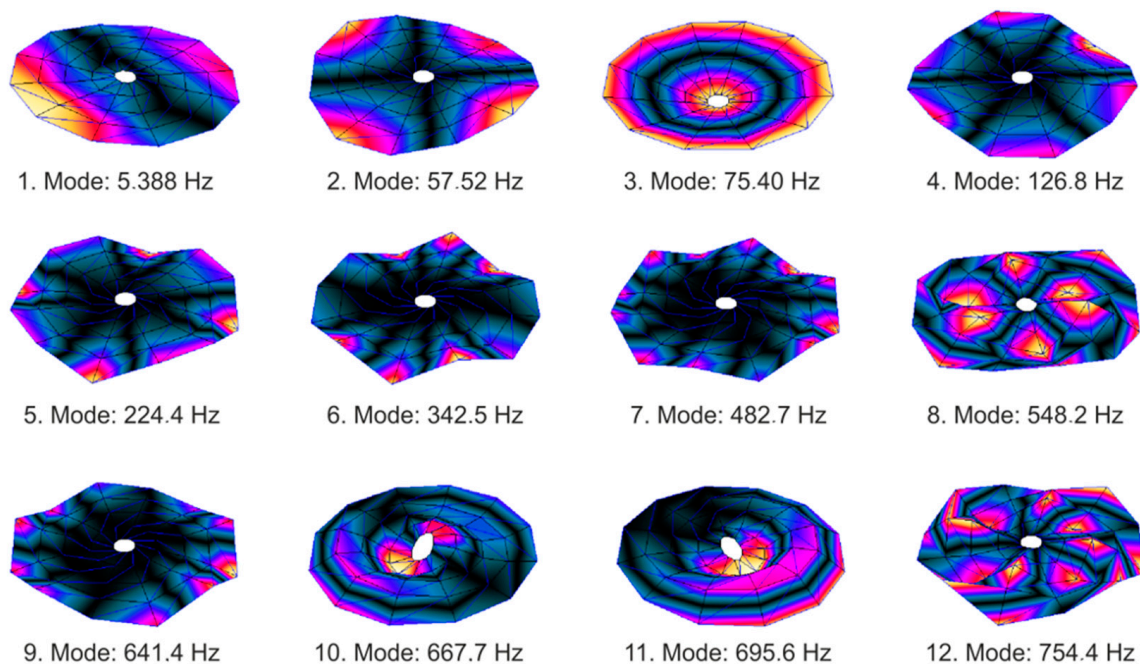 1. Mode: 5.388 Hz
2. Mode: 57.52 Hz
3. Mode: 75.40 Hz
4. Mode: 126.8 Hz
5. Mode: 224.4 Hz
6. Mode: 342.5 Hz
7. Mode: 482.7 Hz
8. Mode: 548.2 Hz
9. Mode: 641.4 Hz
10. Mode: 667.7 Hz
11. Mode: 695.6 Hz
12. Mode: 754.4 Hz